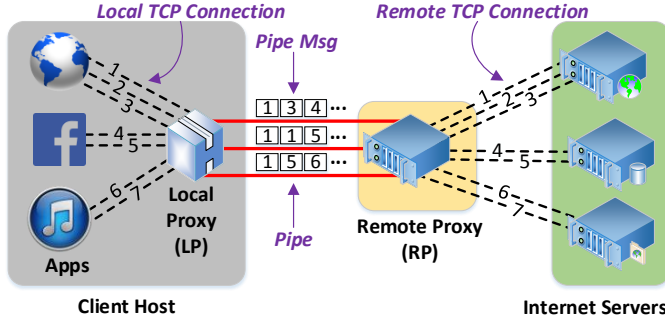 Local TCP Connection
Remote TCP Connection
Pipe Msg
1
2
3
4
5
6
7
1 3 4 ...
1 1 5 ...
1 5 6 ...
1
2
3
4
5
6
7
Local
Proxy
(LP)
Pipe
Remote Proxy
(RP)
Apps
Client Host
Internet Servers